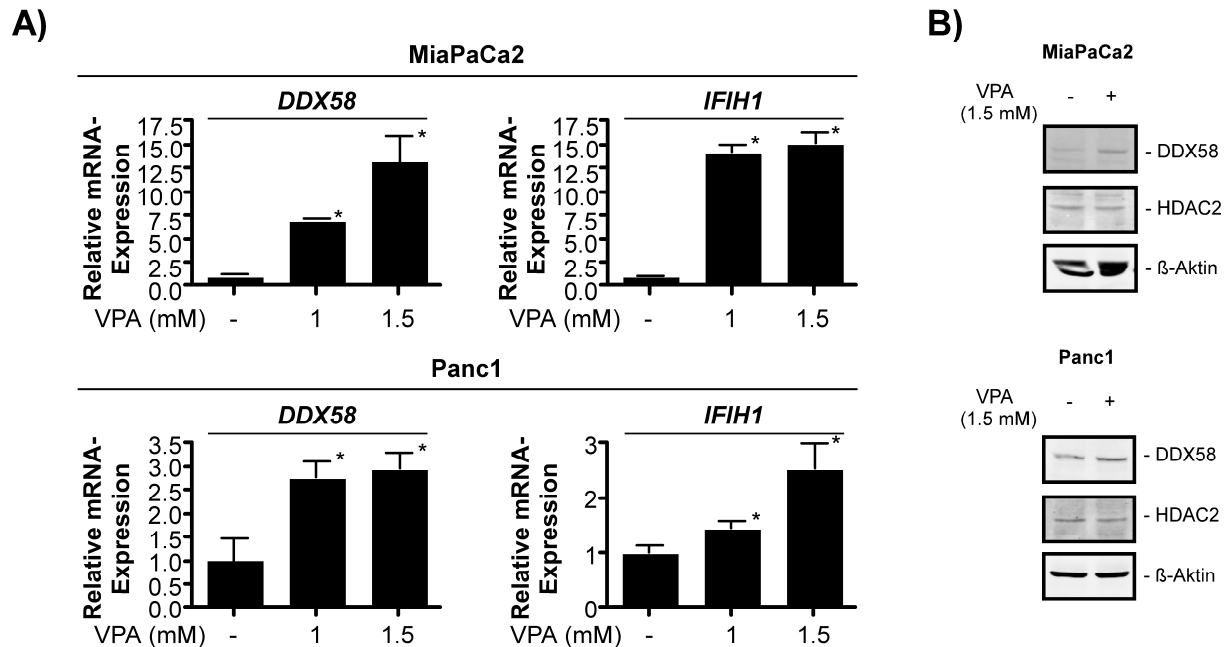 A)
MiaPaCa2
DDX58
Relative mRNA-
Expression
17.5
15.0
12.5
10.0
7.5
5.0
2.5
0.0
*
*
VPA (mM) - 1 1.5
IFIH1
Relative mRNA-
Expression
17.5
15.0
12.5
10.0
7.5
5.0
2.5
0.0
*
*
VPA (mM) - 1 1.5
Panc1
DDX58
Relative mRNA-
Expression
3.5
3.0
2.5
2.0
1.5
1.0
0.5
0.0
*
*
VPA (mM) - 1 1.5
IFIH1
Relative mRNA-
Expression
3
2
1
0
*
*
VPA (mM) - 1 1.5
B)
MiaPaCa2
VPA - +
(1.5 mM)
- DDX58
- HDAC2
- ß-Aktin
Panc1
VPA - +
(1.5 mM)
- DDX58
- HDAC2
- ß-Aktin